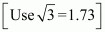 [Use √3 =1.73]